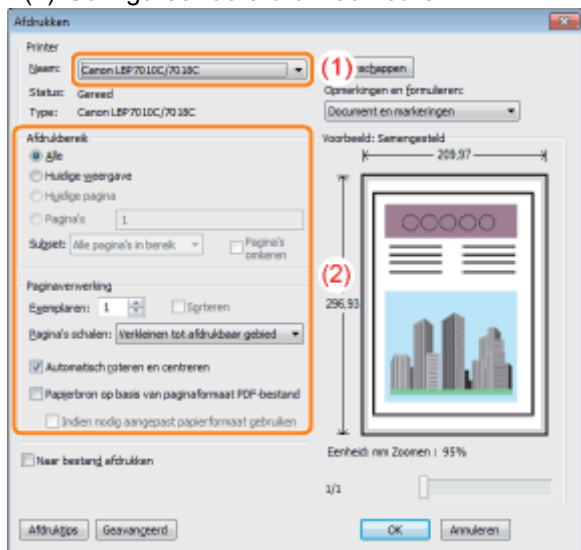 Afdrukken
Printer
Naam: Canon LBP7010C/7018C
(1)
Status: Gereed
Type: Canon LBP7010C/7018C
Opmerkingen en formulieren:
Document en markeringen
Afdrukbereik
Alle
Huidige weergave
Huidige pagina
Pagina's 1
Subset: Alle pagina's in bereik
Pagina's omkeren
Paginaverwerking
Exemplaren: 1 Sorteren
Pagina's schalen: Verkleinen tot afdrukbaar gebied
Automatisch roteren en centreren
Papierbron op basis van paginaformaat PDF-bestand
Indien nodig aangepast papierformaat gebruiken
Naar bestand afdrukken
Voorbeeld: Samengesteld
209,97
(2)
296,93
Eenheid: mm Zoomen : 95%
1/1
Afdruktips
Geavanceerd
OK
Annuleren